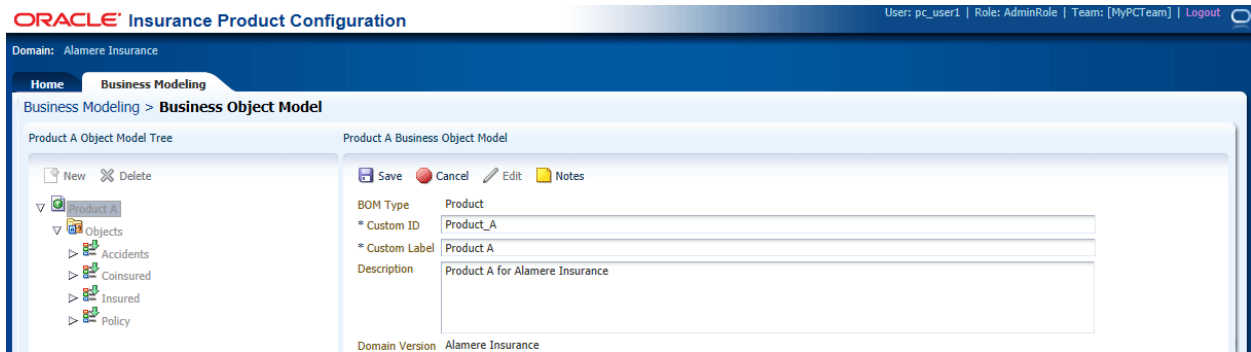 ORACLE® Insurance Product Configuration
User: pc_user1 | Role: AdminRole | Team: [MyPCTeam] | Logout
Domain: Alamere Insurance
Home Business Modeling
Business Modeling > Business Object Model
Product A Object Model Tree
Product A Business Object Model
New Delete
Save Cancel Edit Notes
Product A
Objects
Accidents
Coinsured
Insured
Policy
BOM Type Product
* Custom ID Product_A
* Custom Label Product A
Description Product A for Alamere Insurance
Domain Version Alamere Insurance